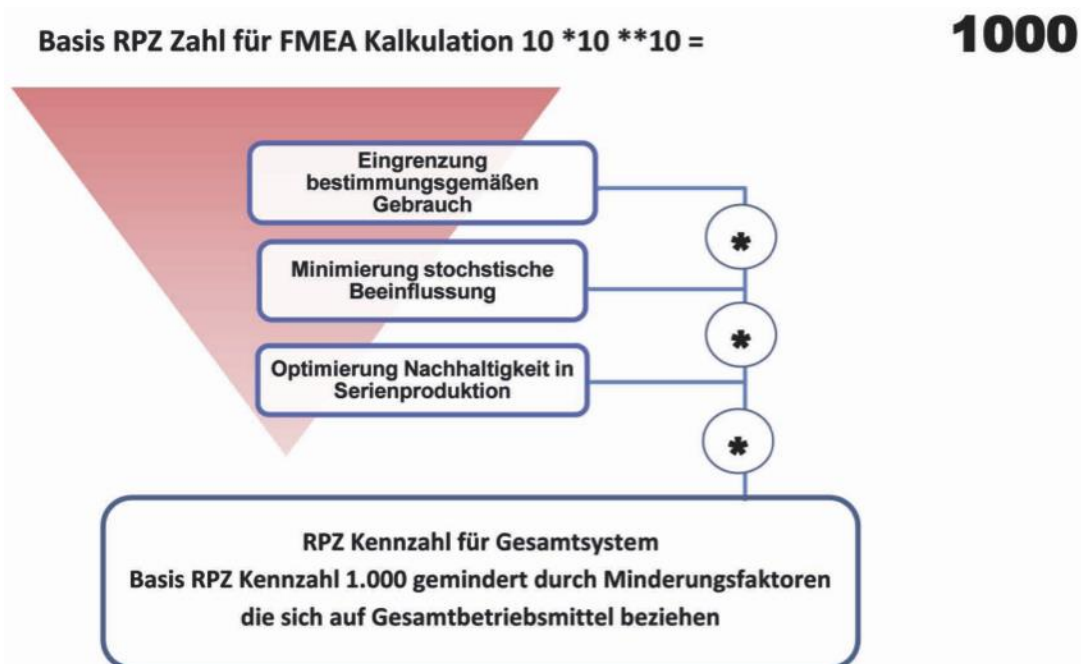 Basis RPZ Zahl für FMEA Kalkulation 10 *10 **10 = 1000
Eingrenzung
bestimmungsgemäßen
Gebrauch
*
Minimierung stochstische
Beeinflussung
*
Optimierung Nachhaltigkeit in
Serienproduktion
*
RPZ Kennzahl für Gesamtsystem
Basis RPZ Kennzahl 1.000 gemindert durch Minderungsfaktoren
die sich auf Gesamtbetriebsmittel beziehen